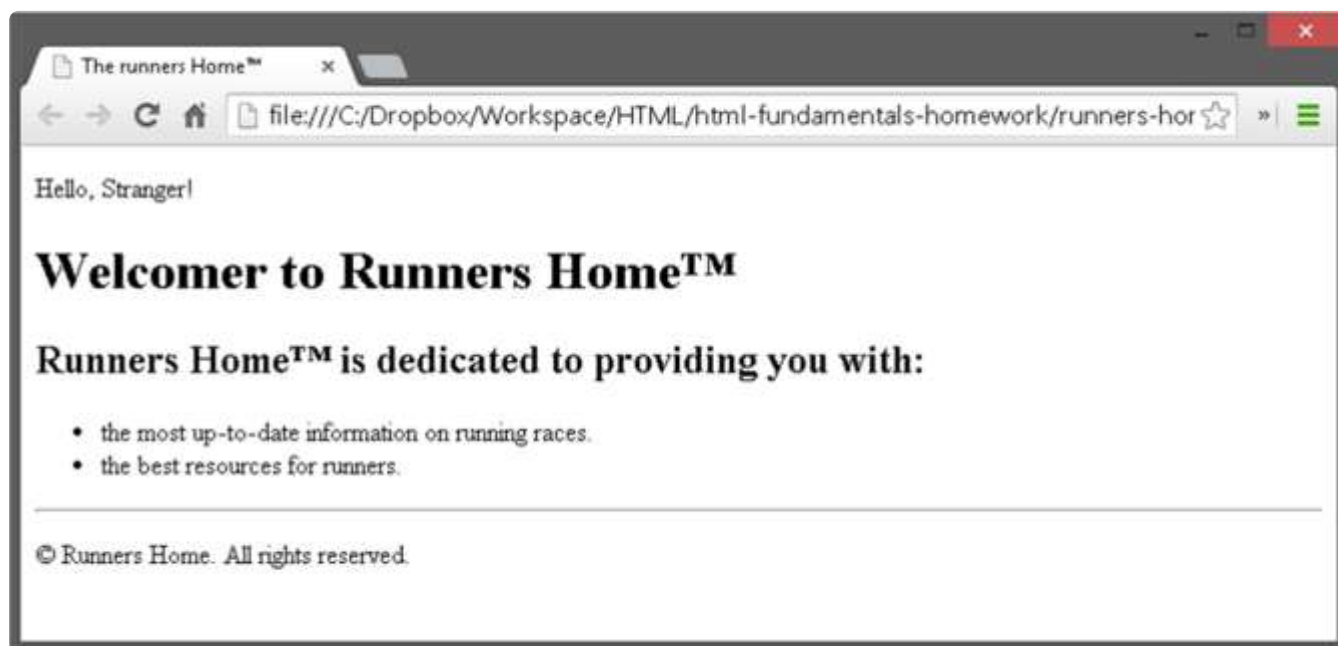 The runners Home™
file:///C:/Dropbox/Workspace/HTML/html-fundamentals-homework/runners-hor
Hello, Stranger!
Welcomer to Runners Home™
Runners Home™ is dedicated to providing you with:
• the most up-to-date information on running races.
• the best resources for runners.
© Runners Home. All rights reserved.